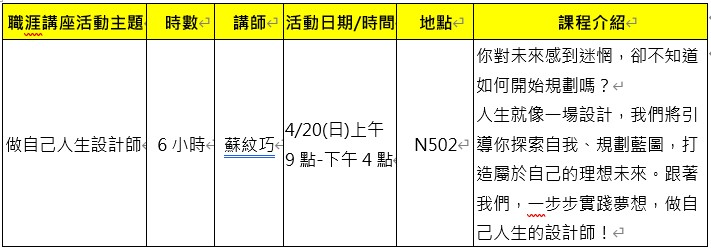 職涯講座活動主題 時數 講師 活動日期/時間 地點 課程介紹
做自己人生設計師 6 小時 蘇紋巧 4/20(日)上午
9 點-下午 4 點 N502 你對未來感到迷惘，卻不知道
如何開始規劃嗎？
人生就像一場設計，我們將引
導你探索自我、規劃藍圖，打
造屬於自己的理想未來。跟著
我們，一步步實踐夢想，做自
己人生的設計師！